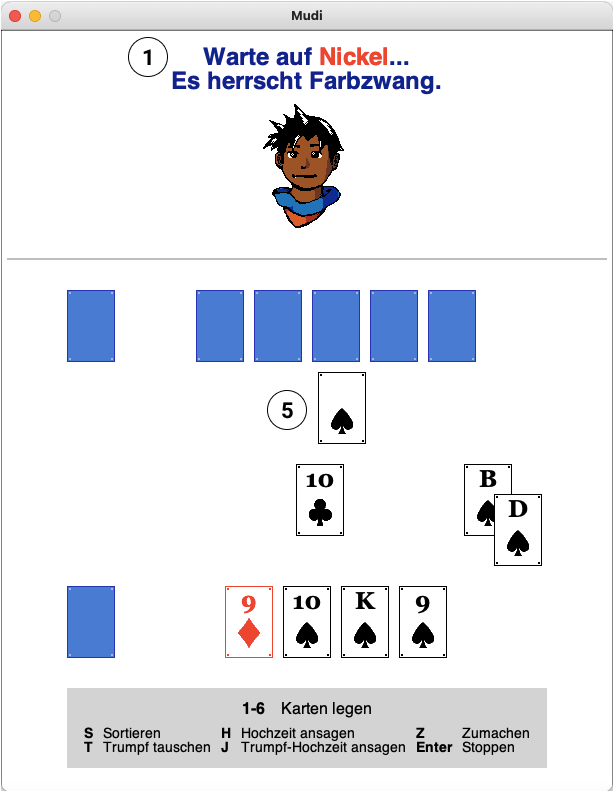 Mudi
1
Warte auf Nickel...
Es herrscht Farbzwang.
5
10
B
D
9
10
K
9
1-6 Karten legen
S Sortieren H Hochzeit ansagen Z Zumachen
T Trumpf tauschen J Trumpf-Hochzeit ansagen Enter Stoppen